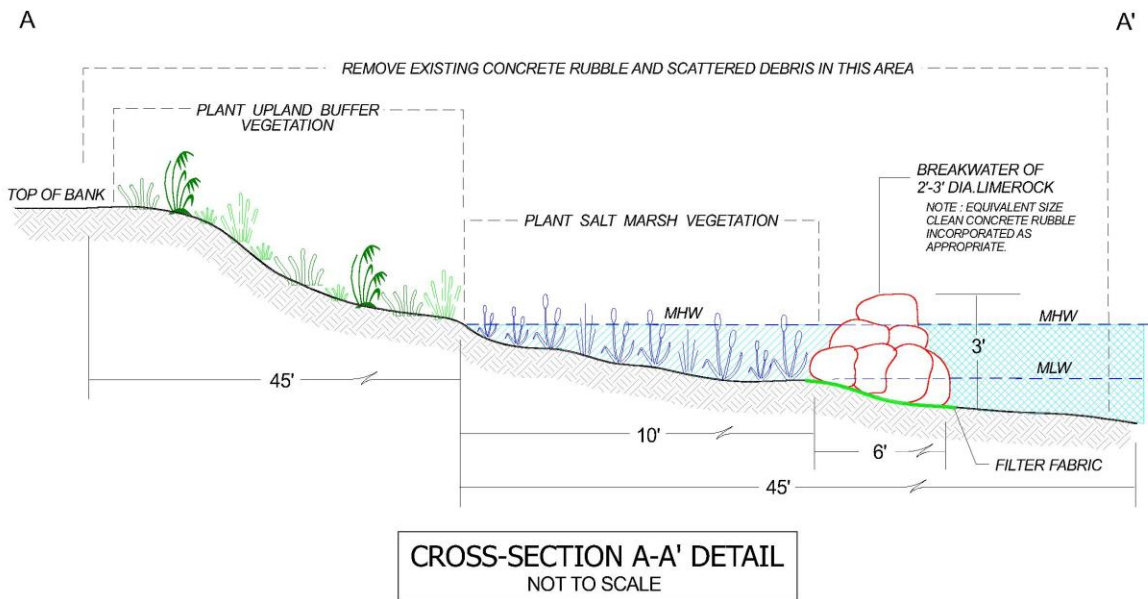 A
A'
REMOVE EXISTING CONCRETE RUBBLE AND SCATTERED DEBRIS IN THIS AREA
PLANT UPLAND BUFFER
VEGETATION
TOP OF BANK
BREAKWATER OF
2'-3' DIA.LIMEROCK
NOTE : EQUIVALENT SIZE
CLEAN CONCRETE RUBBLE
INCORPORATED AS
APPROPRIATE.
PLANT SALT MARSH VEGETATION
MHW
MHW
3'
MLW
45'
10'
6'
FILTER FABRIC
45'
CROSS-SECTION A-A' DETAIL
NOT TO SCALE